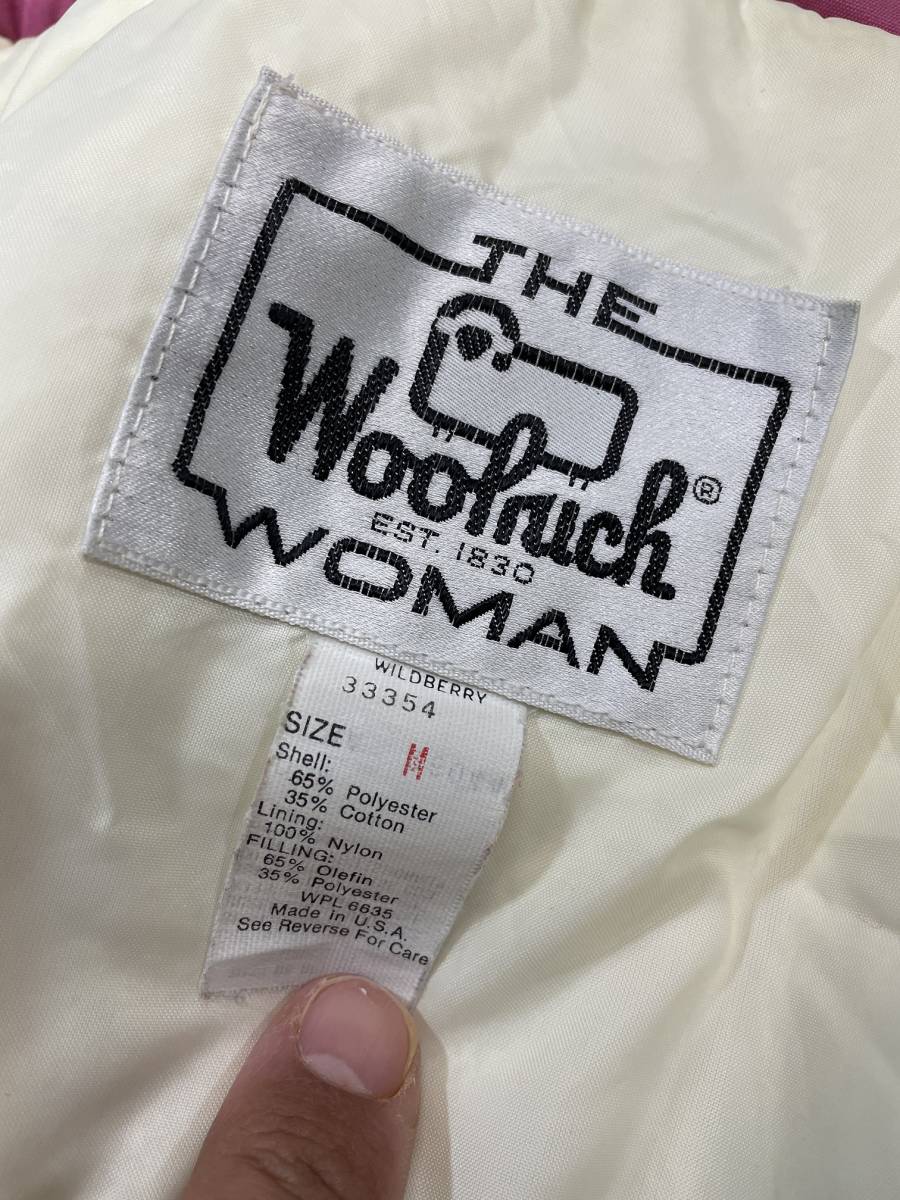 THE
Woolrich®
EST. 1830
WOMAN
WILDBERRY
33354
SIZE
Shell:
65% Polyester
35% Cotton
Lining:
100% Nylon
FILLING:
65% Olefin
35% Polyester
WPL 6635
Made in U.S.A.
See Reverse For Care